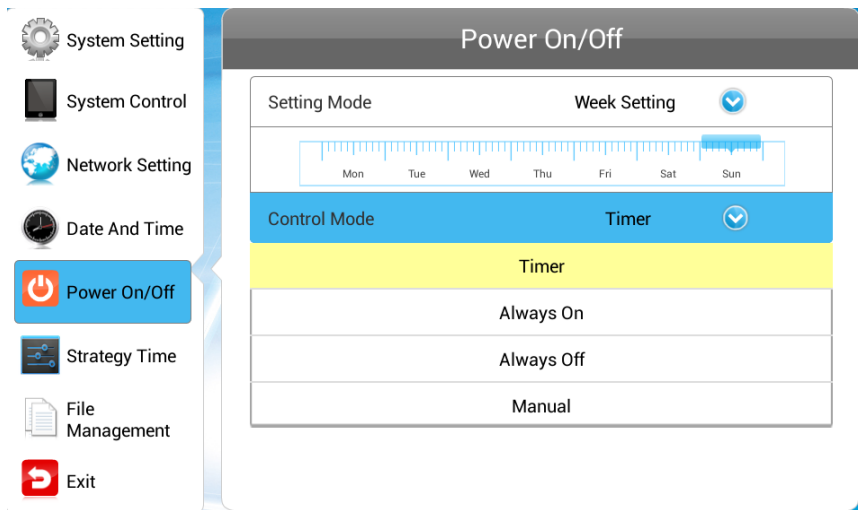 System Setting
System Control
Network Setting
Date And Time
Power On/Off
Strategy Time
File
Management
Exit
Power On/Off
Setting Mode Week Setting
Mon Tue Wed Thu Fri Sat Sun
Control Mode Timer
Timer
Always On
Always Off
Manual